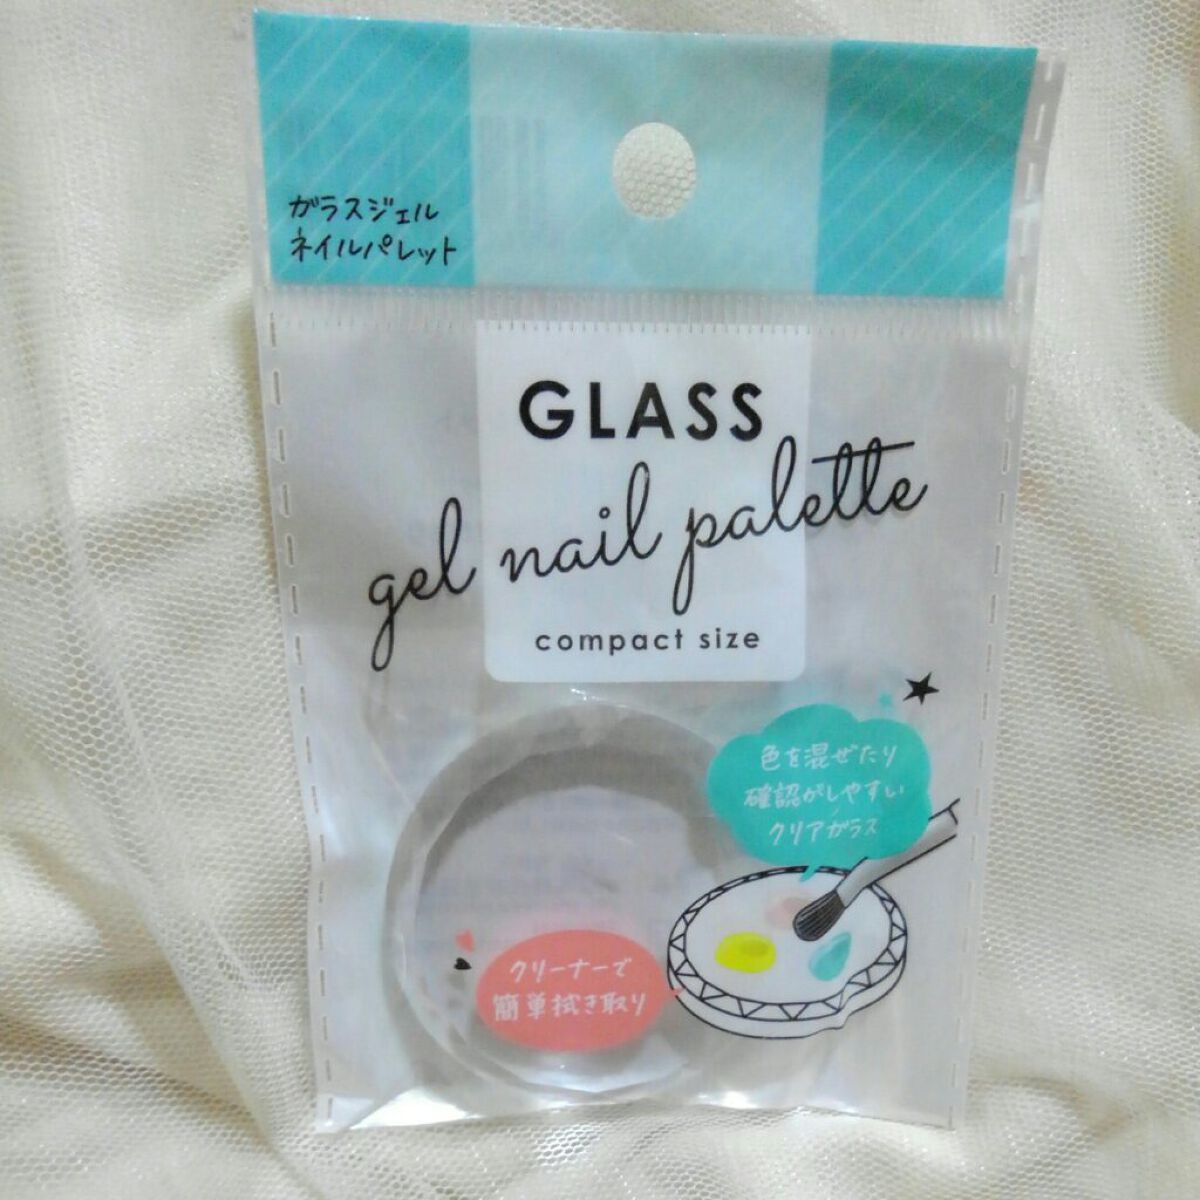 ガラスジェル
ネイルパレット
GLASS
gel nail palette
compact size
色を混ぜたり
確認がしやすい
クリアガラス
クリーナーで
簡単拭き取り